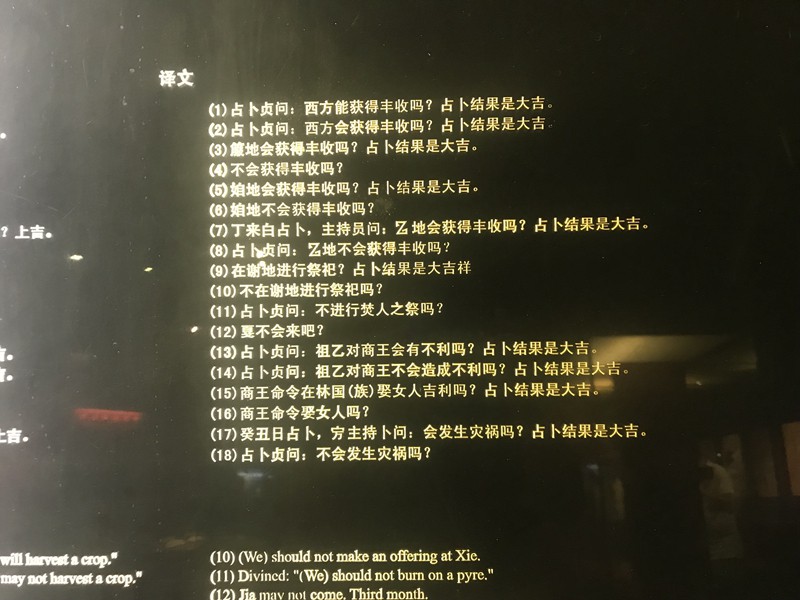 译文
(1)占卜贞问：西方能获得丰收吗？占卜结果是大吉。
(2)占卜贞问：西方会获得丰收吗？占卜结果是大吉
(3)地会获得丰收吗？占卜结果是大吉。
(4)不会获得丰收吗？
(5)地会获得丰收吗？占卜结果是大吉。
(6)地不会获得丰收吗？
？上吉。
(7)丁来白占卜，主持员问：地会获得丰收吗？占卜结果是大吉。
(8)占卜贞问：地不会获得丰收吗？
(9)在谢地进行祭祀？占卜结果是大吉祥
(10)不在谢地进行祭祀吗？
(11)占卜贞问：不进行焚人之祭吗？
(12)戛不会来吧？
(13)占卜贞问：祖乙对商王会有不利吗？占卜结果是大吉。
吉。
(14)占卜贞问：祖乙对商王不会造成不利吗？占卜结果是大吉。
吉。
(15)商王命令在林国(族)娶女人吉利吗？占卜结果是大吉。
(16)商王命令娶女人吗？
上吉。
(17)癸丑日占卜，主持卜问：会发生灾祸吗？占卜结果是大吉。
(18)占卜贞问：不会发生灾祸吗？
will harvest a crop."
may not harvest a crop."
(10) (We) should not make an offering at Xie.
(11) Divined: "(We) should not burn on a pyre."
(12) Jia may not come. Third month.